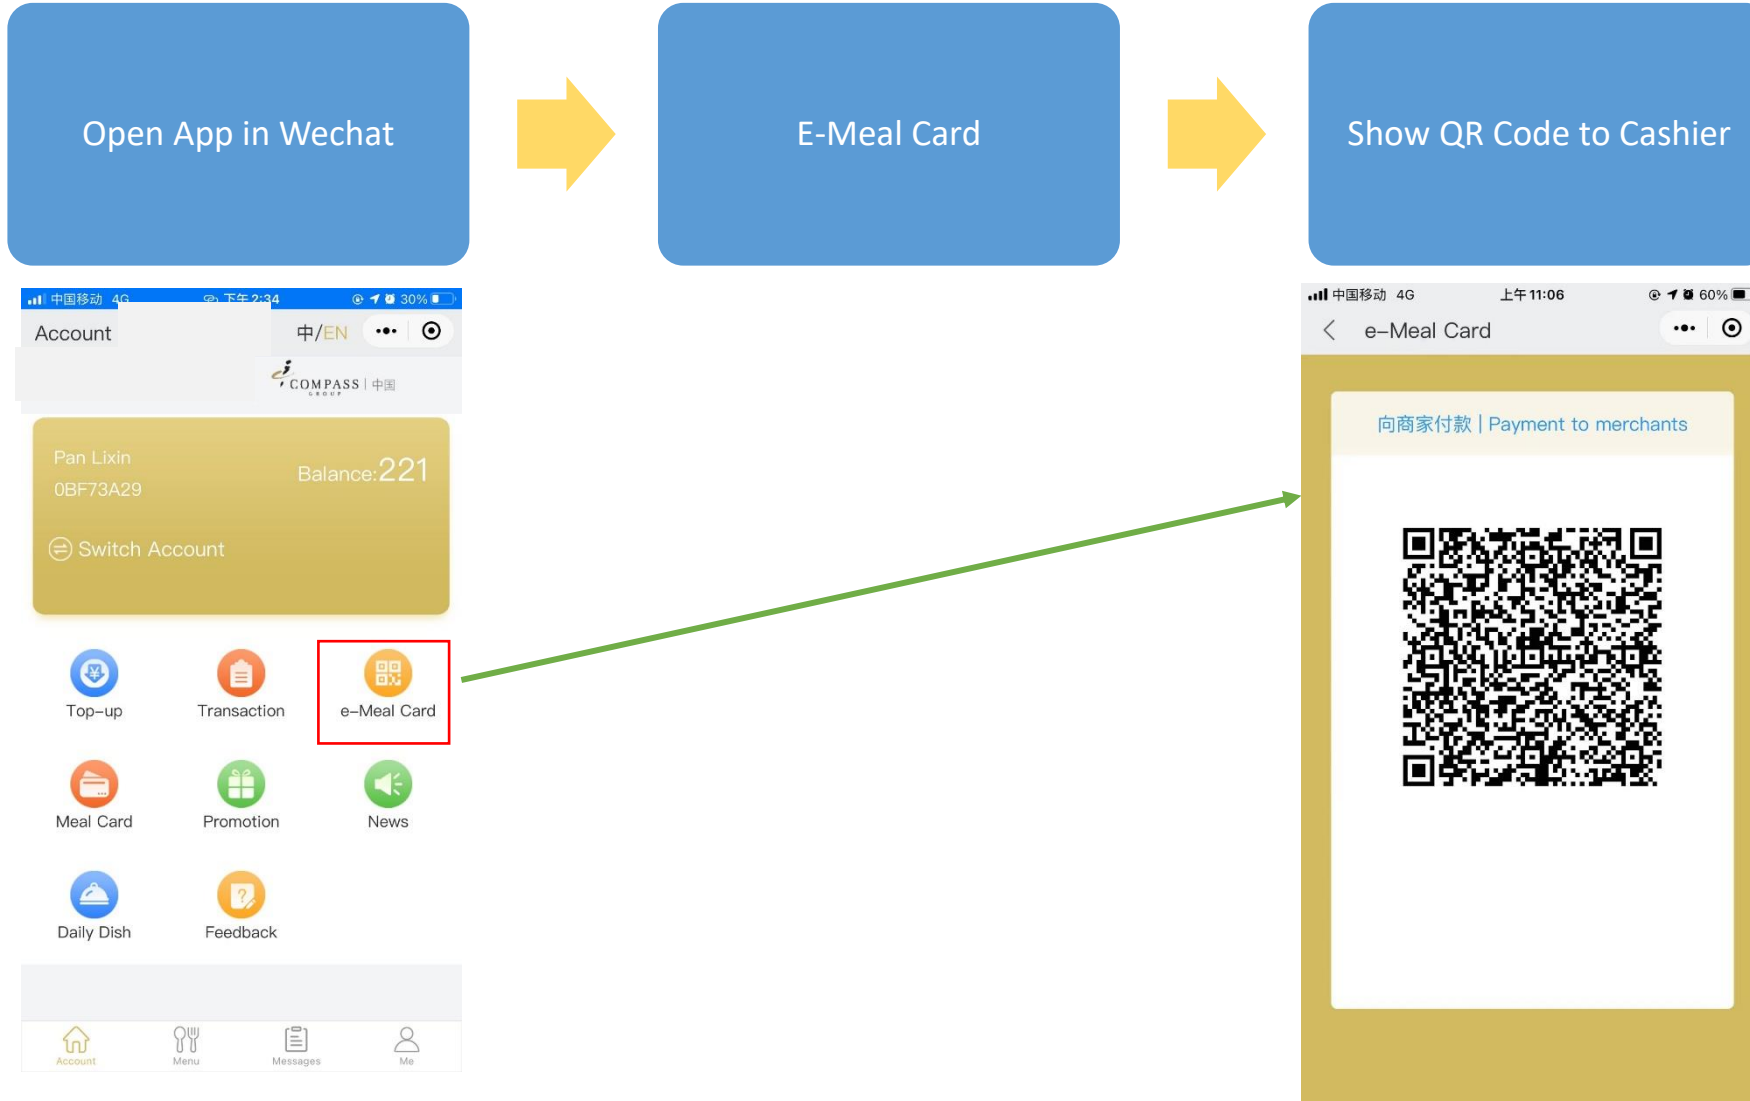 Open App in Wechat
E-Meal Card
Show QR Code to Cashier
中国移动 4G 下午 2:34 30%
Account 中/EN
COMPASS 中国
GROUP
Pan Lixin
0BF73A29
Balance:221
Switch Account
Top-up Transaction e-Meal Card
Meal Card Promotion News
Daily Dish Feedback
Account Menu Messages Me
中国移动 4G 上午 11:06 60%
e-Meal Card
向商家付款 | Payment to merchants